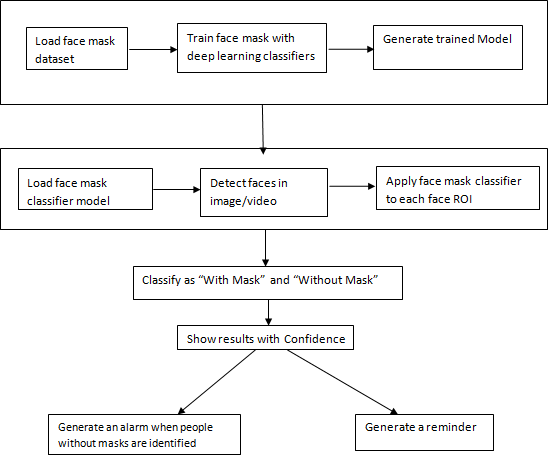 Load face mask
dataset
Train face mask with
deep learning classifiers
Generate trained Model
Load face mask
classifier model
Detect faces in
image/video
Apply face mask classifier
to each face ROI
Classify as “With Mask” and “Without Mask”
Show results with Confidence
Generate an alarm when people
without masks are identified
Generate a reminder